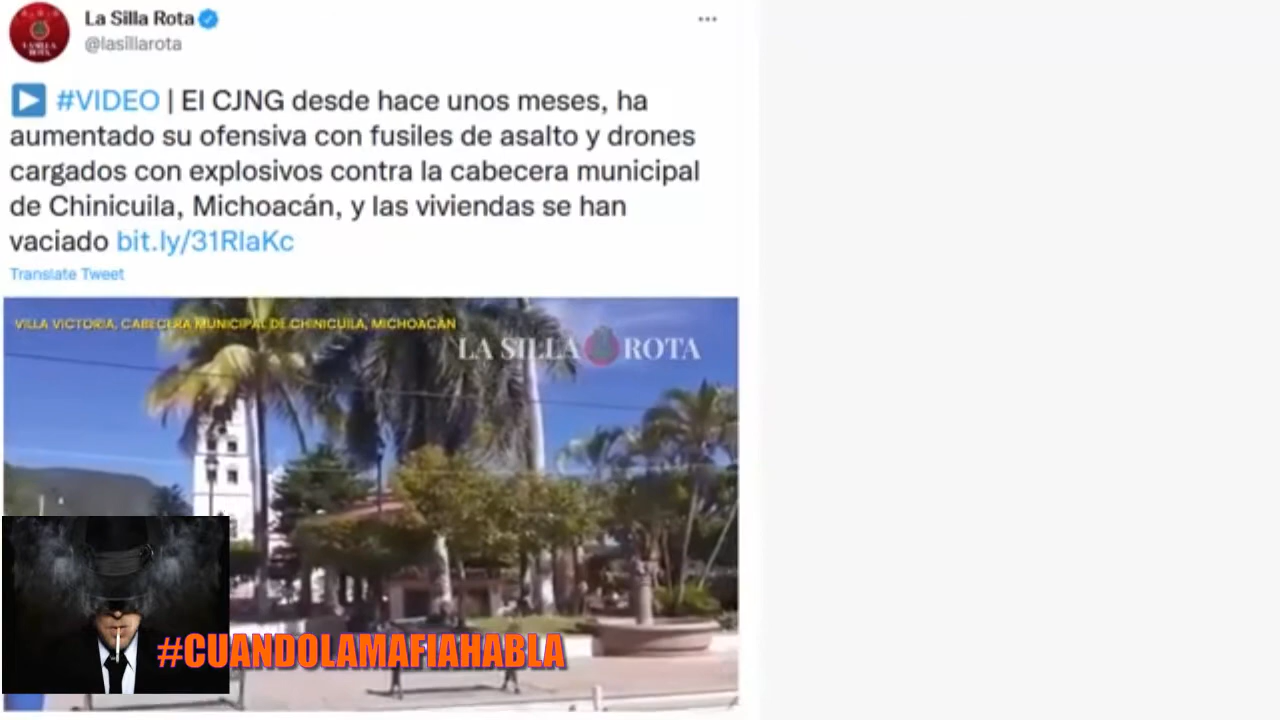 La Silla Rota
@lasillarota
#VIDEO | El CJNG desde hace unos meses, ha
aumentado su ofensiva con fusiles de asalto y drones
cargados con explosivos contra la cabecera municipal
de Chinicuila, Michoacán, y las viviendas se han
vaciado bit.ly/31RlaKc
Translate Tweet
VILLA VICTORIA, CABECERA MUNICIPAL DE CHINICUILA, MICHOACÁN
LA SILLA ROTA
#CUANDOLAMAFIAHABLA